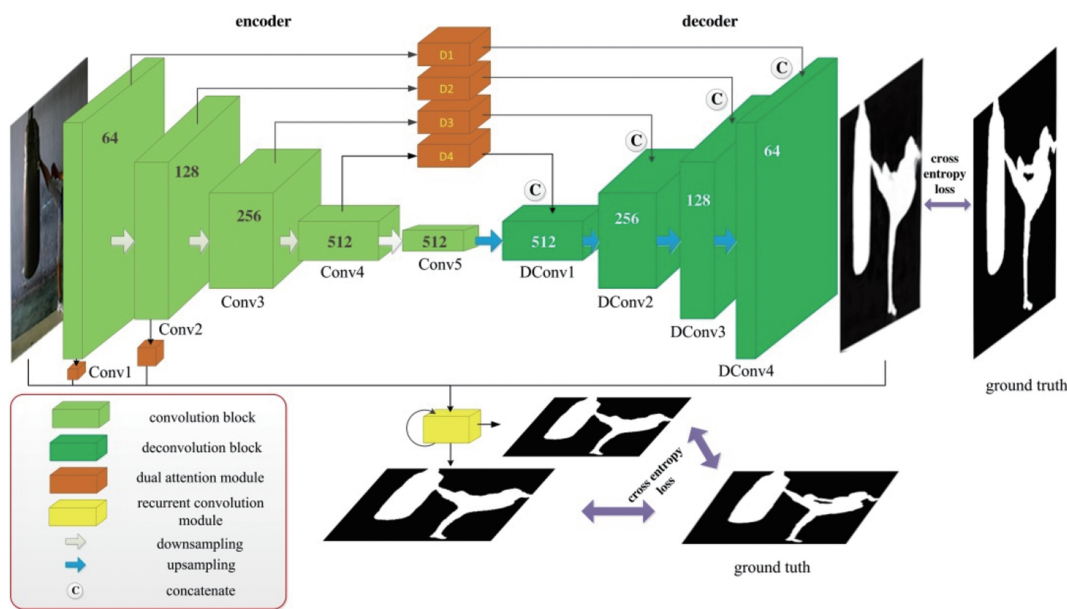 encoder
decoder
D1
D2
D3
D4
C
C
C
C
64
128
256
512
512
512
256
128
64
Conv1
Conv2
Conv3
Conv4
Conv5
DConv1
DConv2
DConv3
DConv4
cross
entropy
loss
ground truth
convolution block
deconvolution block
dual attention module
recurrent convolution
module
downsampling
upsampling
C
concatenate
cross entropy
loss
ground tuth